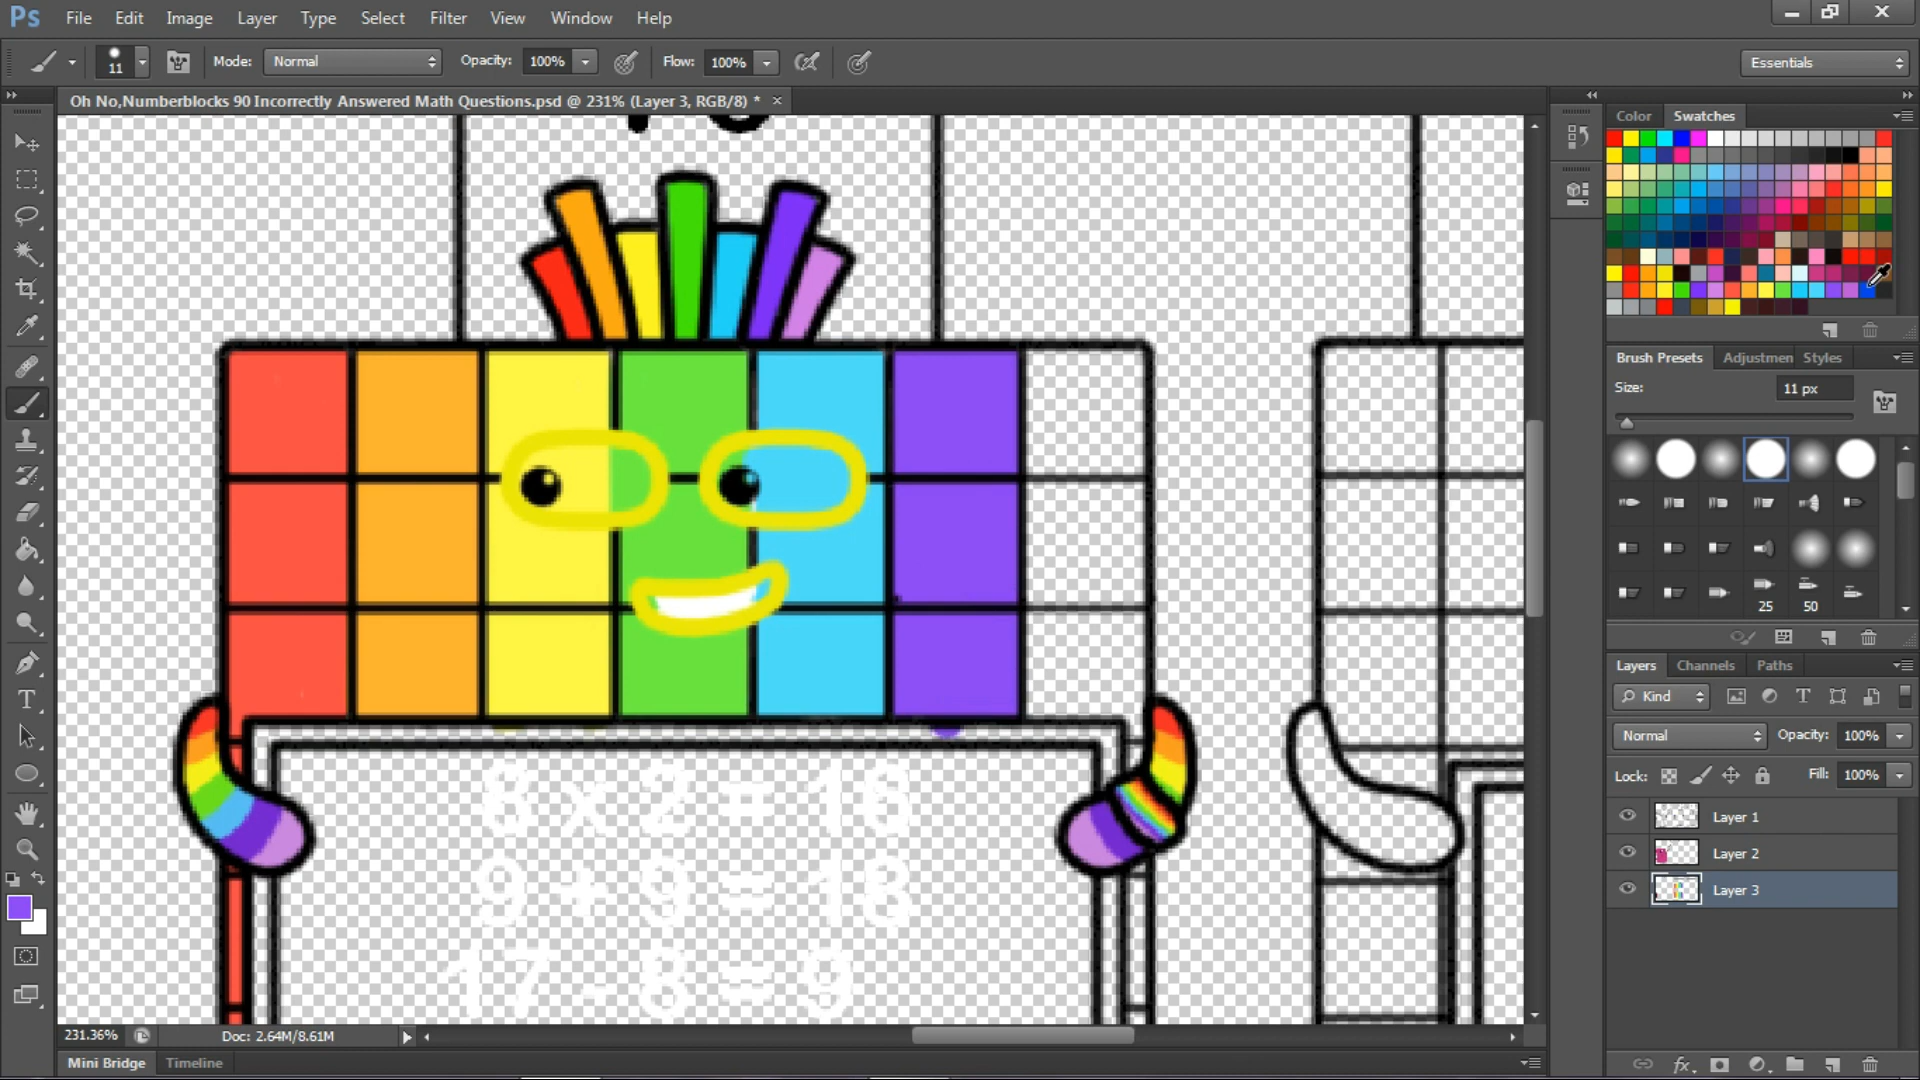 Ps File Edit Image Layer Type Select Filter View Window Help
11 Mode: Normal Opacity: 100% Flow: 100% Essentials
Oh No,Numberblocks 90 Incorrectly Answered Math Questions.psd @ 231% (Layer 3, RGB/8) * ×
Color Swatches
Brush Presets Adjustmen Styles
Size: 11 px
25 50
Layers Channels Paths
Kind
Normal Opacity: 100%
Lock: Fill: 100%
Layer 1
Layer 2
Layer 3
8 x 2 = 16
9 + 9 = 18
17 - 8 = 9
231.36% Doc: 2.64M/8.61M
Mini Bridge Timeline